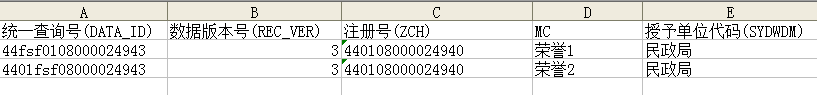 A B C D E
统一查询号(DATA_ID) 数据版本号(REC_VER) 注册号(ZCH) MC 授予单位代码(SYDWDM)
44fsf0108000024943 3 440108000024940 荣誉1 民政局
4401fsf08000024943 3 440108000024940 荣誉2 民政局